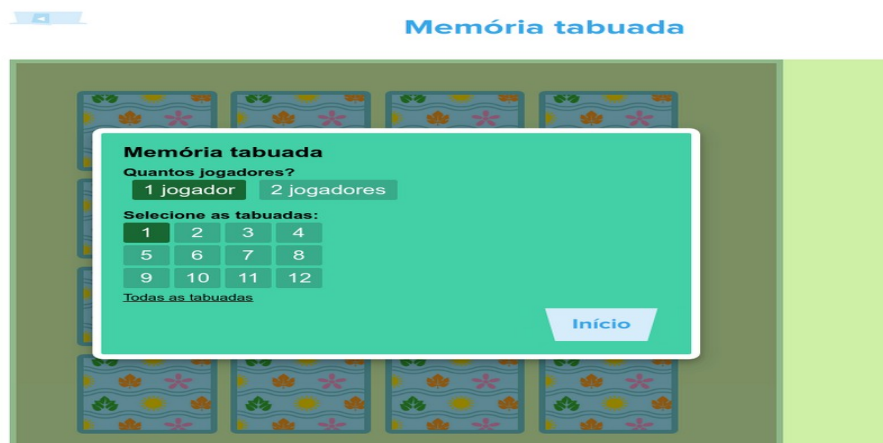 Memória tabuada
Memória tabuada
Quantos jogadores?
1 jogador 2 jogadores
Selecione as tabuadas:
1 2 3 4
5 6 7 8
9 10 11 12
Todas as tabuadas
Início